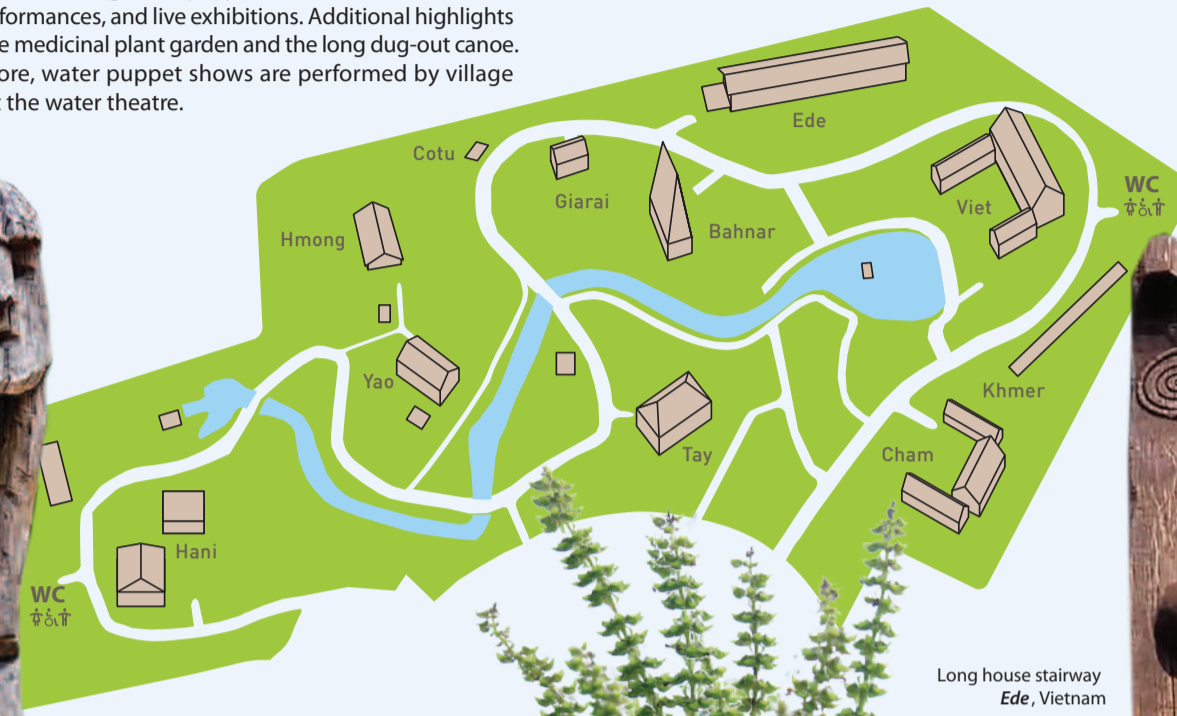 and live exhibitions. Additional highlights
medicinal plant garden and the long dug-out canoe.
water puppet shows are performed by village
the water theatre.
Ede
Cotu
Giarai
WC
Viet
Bahnar
Hmong
Yao
Khmer
Tay
Cham
Hani
WC
Long house stairway
Ede, Vietnam